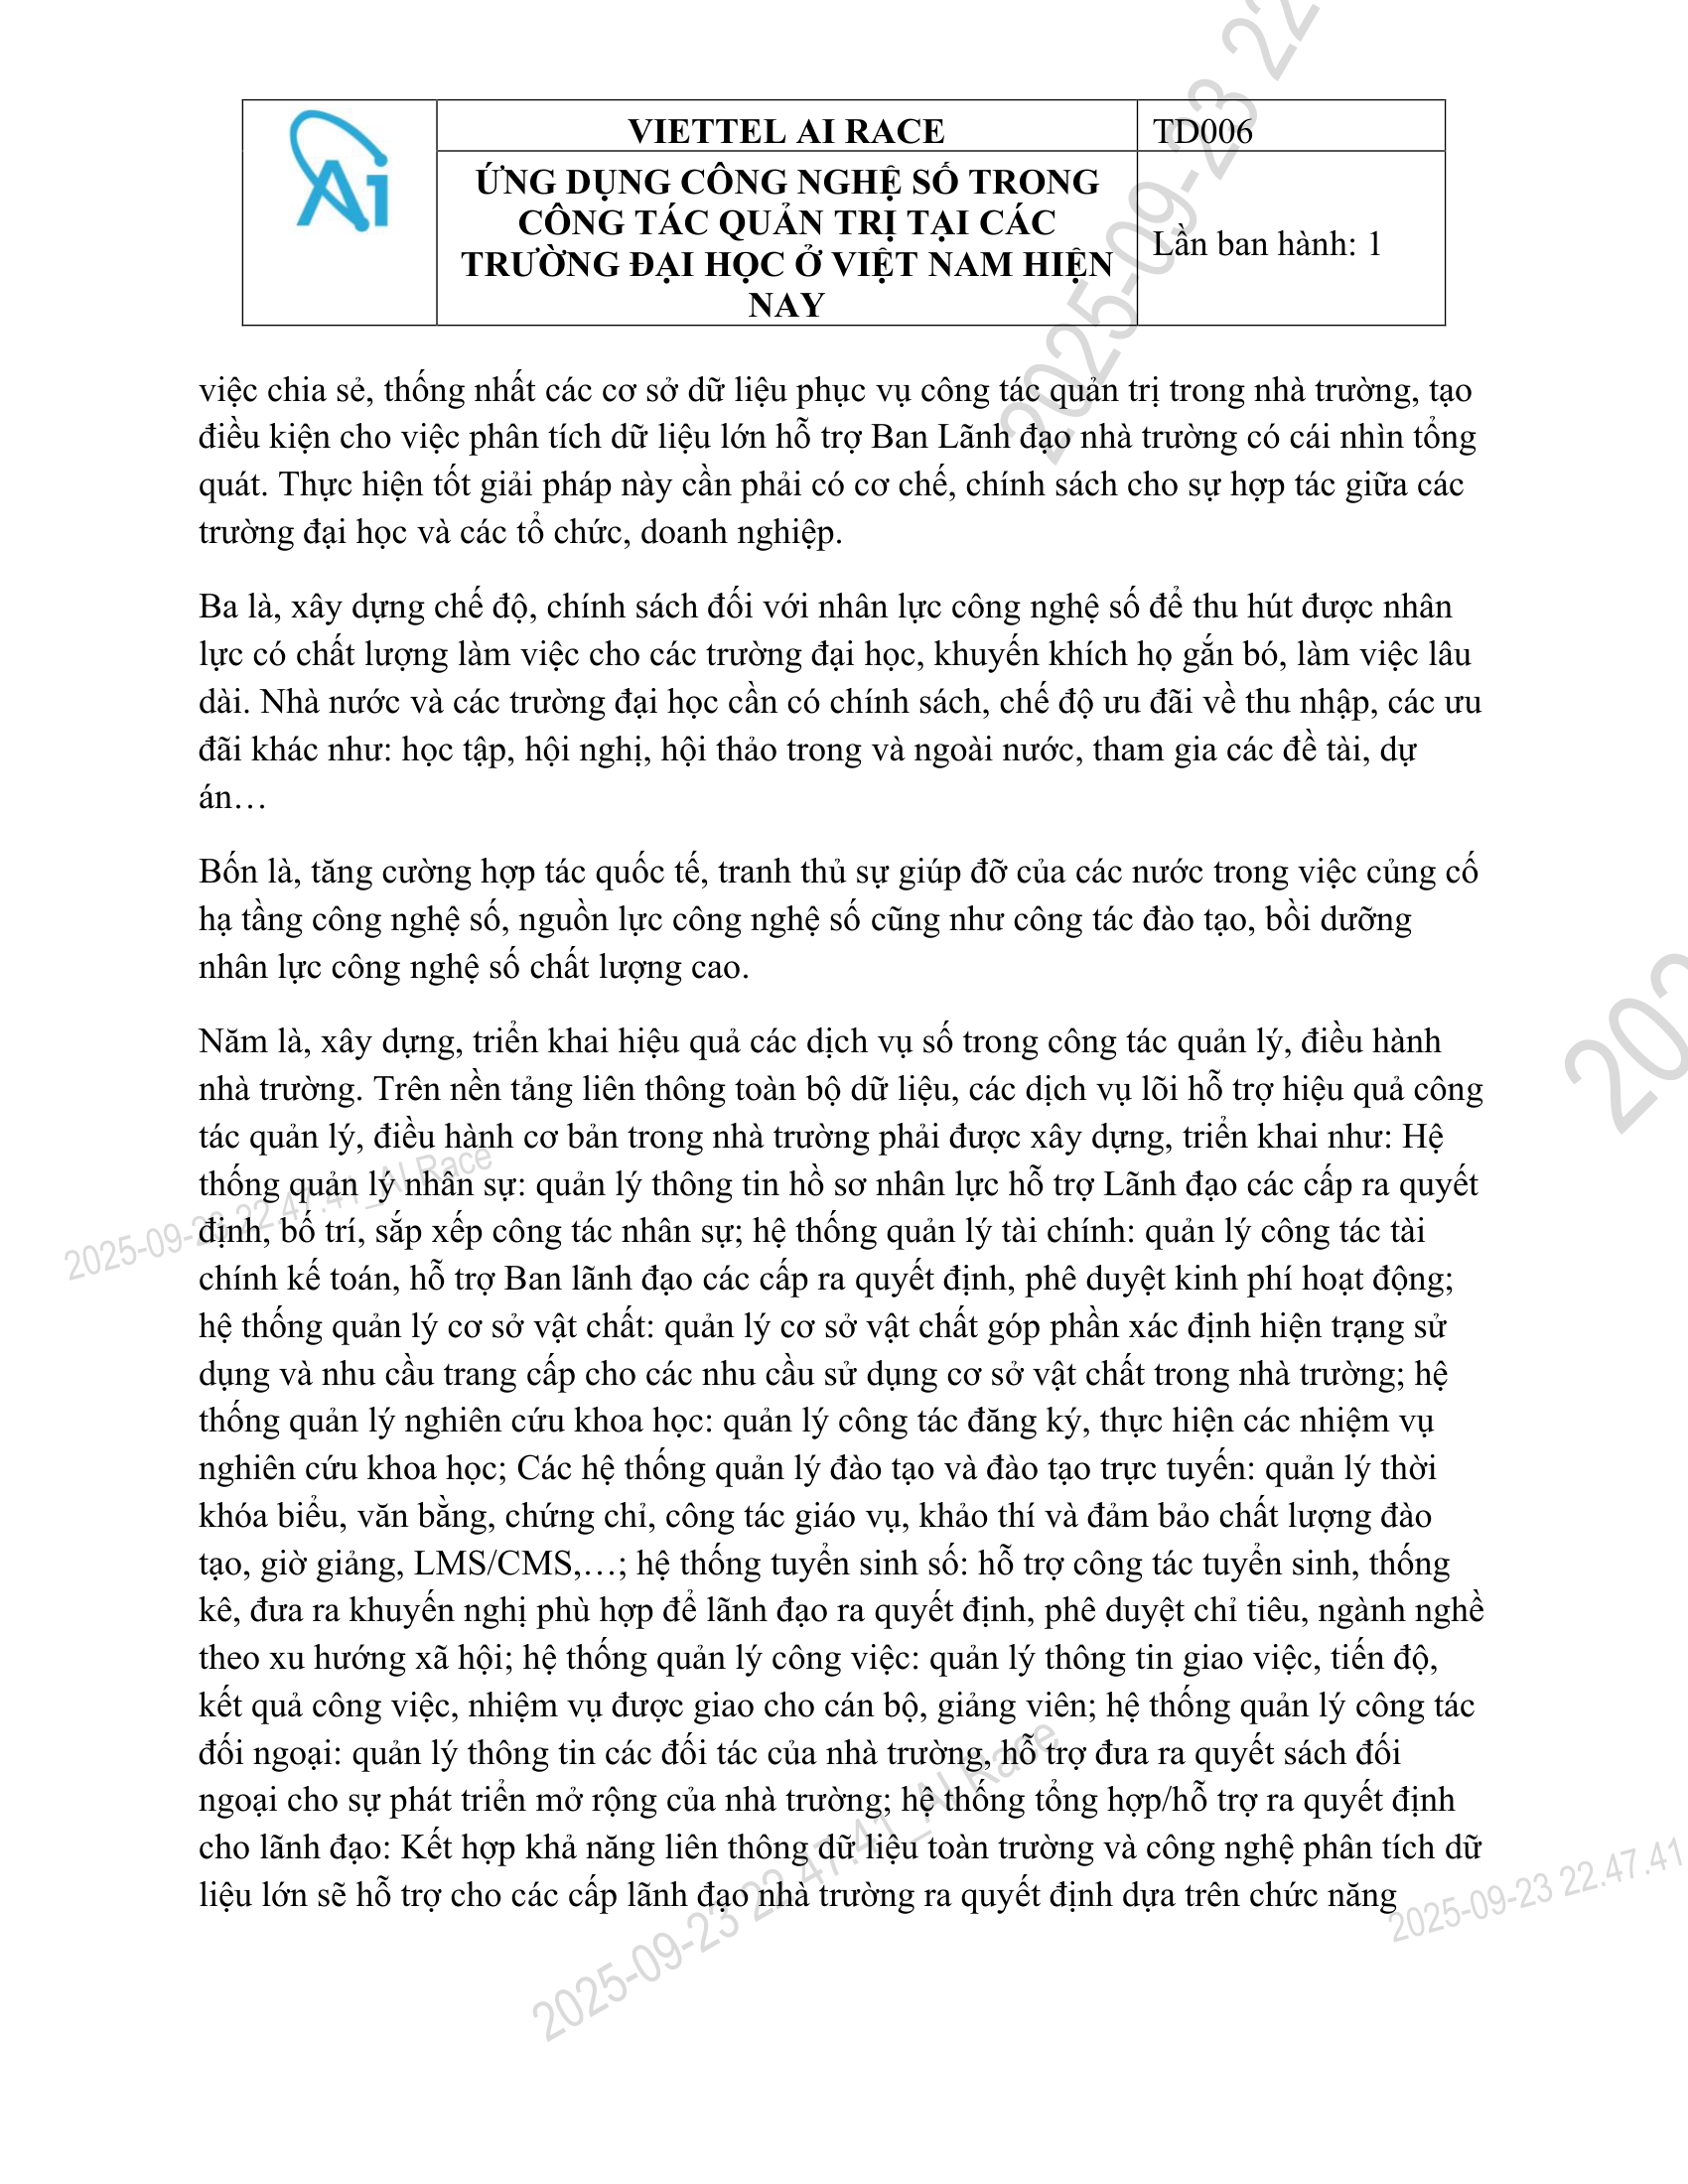 Ai
VIETTEL AI RACE
TD006
ỨNG DỤNG CÔNG NGHỆ SỐ TRONG
CÔNG TÁC QUẢN TRỊ TẠI CÁC
TRƯỜNG ĐẠI HỌC Ở VIỆT NAM HIỆN
NAY
Lần ban hành: 1
việc chia sẻ, thống nhất các cơ sở dữ liệu phục vụ công tác quản trị trong nhà trường, tạo
điều kiện cho việc phân tích dữ liệu lớn hỗ trợ Ban Lãnh đạo nhà trường có cái nhìn tổng
quát. Thực hiện tốt giải pháp này cần phải có cơ chế, chính sách cho sự hợp tác giữa các
trường đại học và các tổ chức, doanh nghiệp.
Ba là, xây dựng chế độ, chính sách đối với nhân lực công nghệ số để thu hút được nhân
lực có chất lượng làm việc cho các trường đại học, khuyến khích họ gắn bó, làm việc lâu
dài. Nhà nước và các trường đại học cần có chính sách, chế độ ưu đãi về thu nhập, các ưu
đãi khác như: học tập, hội nghị, hội thảo trong và ngoài nước, tham gia các đề tài, dự
án…
Bốn là, tăng cường hợp tác quốc tế, tranh thủ sự giúp đỡ của các nước trong việc củng cố
hạ tầng công nghệ số, nguồn lực công nghệ số cũng như công tác đào tạo, bồi dưỡng
nhân lực công nghệ số chất lượng cao.
Năm là, xây dựng, triển khai hiệu quả các dịch vụ số trong công tác quản lý, điều hành
nhà trường. Trên nền tảng liên thông toàn bộ dữ liệu, các dịch vụ lõi hỗ trợ hiệu quả công
tác quản lý, điều hành cơ bản trong nhà trường phải được xây dựng, triển khai như: Hệ
thống quản lý nhân sự: quản lý thông tin hồ sơ nhân lực hỗ trợ Lãnh đạo các cấp ra quyết
định, bố trí, sắp xếp công tác nhân sự; hệ thống quản lý tài chính: quản lý công tác tài
chính kế toán, hỗ trợ Ban lãnh đạo các cấp ra quyết định, phê duyệt kinh phí hoạt động;
hệ thống quản lý cơ sở vật chất: quản lý cơ sở vật chất góp phần xác định hiện trạng sử
dụng và nhu cầu trang cấp cho các nhu cầu sử dụng cơ sở vật chất trong nhà trường; hệ
thống quản lý nghiên cứu khoa học: quản lý công tác đăng ký, thực hiện các nhiệm vụ
nghiên cứu khoa học; Các hệ thống quản lý đào tạo và đào tạo trực tuyến: quản lý thời
khóa biểu, văn bằng, chứng chỉ, công tác giáo vụ, khảo thí và đảm bảo chất lượng đào
tạo, giờ giảng, LMS/CMS,…; hệ thống tuyển sinh số: hỗ trợ công tác tuyển sinh, thống
kê, đưa ra khuyến nghị phù hợp để lãnh đạo ra quyết định, phê duyệt chỉ tiêu, ngành nghề
theo xu hướng xã hội; hệ thống quản lý công việc: quản lý thông tin giao việc, tiến độ,
kết quả công việc, nhiệm vụ được giao cho cán bộ, giảng viên; hệ thống quản lý công tác
đối ngoại: quản lý thông tin các đối tác của nhà trường, hỗ trợ đưa ra quyết sách đối
ngoại cho sự phát triển mở rộng của nhà trường; hệ thống tổng hợp/hỗ trợ ra quyết định
cho lãnh đạo: Kết hợp khả năng liên thông dữ liệu toàn trường và công nghệ phân tích dữ
liệu lớn sẽ hỗ trợ cho các cấp lãnh đạo nhà trường ra quyết định dựa trên chức năng
2025-09-23 22
202
2025-09-23 22.47.41_AI Race
2025-09-23 22.47.41_AI Race
2025-09-23 22.47.41